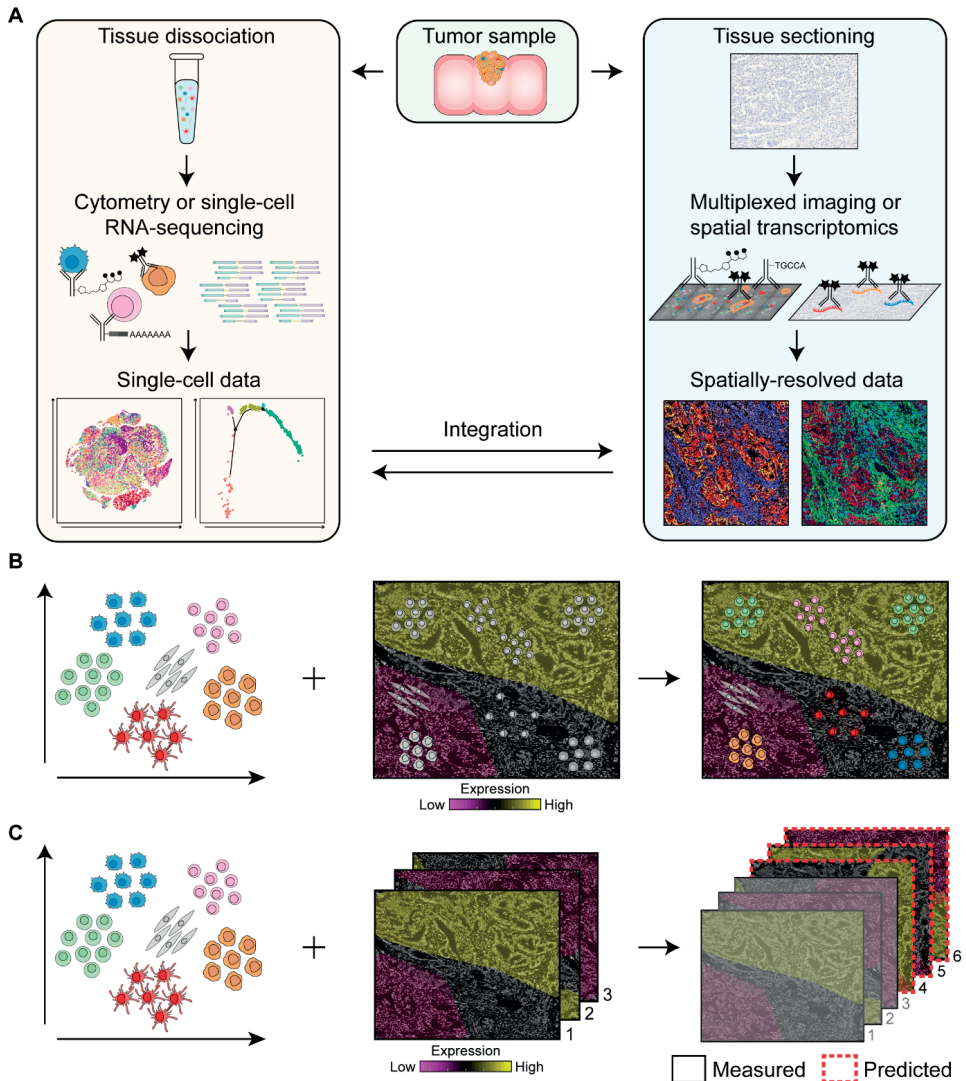 A
Tissue dissociation
Tumor sample
Tissue sectioning
Cytometry or single-cell
RNA-sequencing
Multiplexed imaging or
spatial transcriptomics
TGCCA
AAAAAAA
Single-cell data
Spatially-resolved data
Integration
B
Expression
Low
High
C
1
2
3
Expression
Low
High
1
2
3
4
5
6
Measured
Predicted